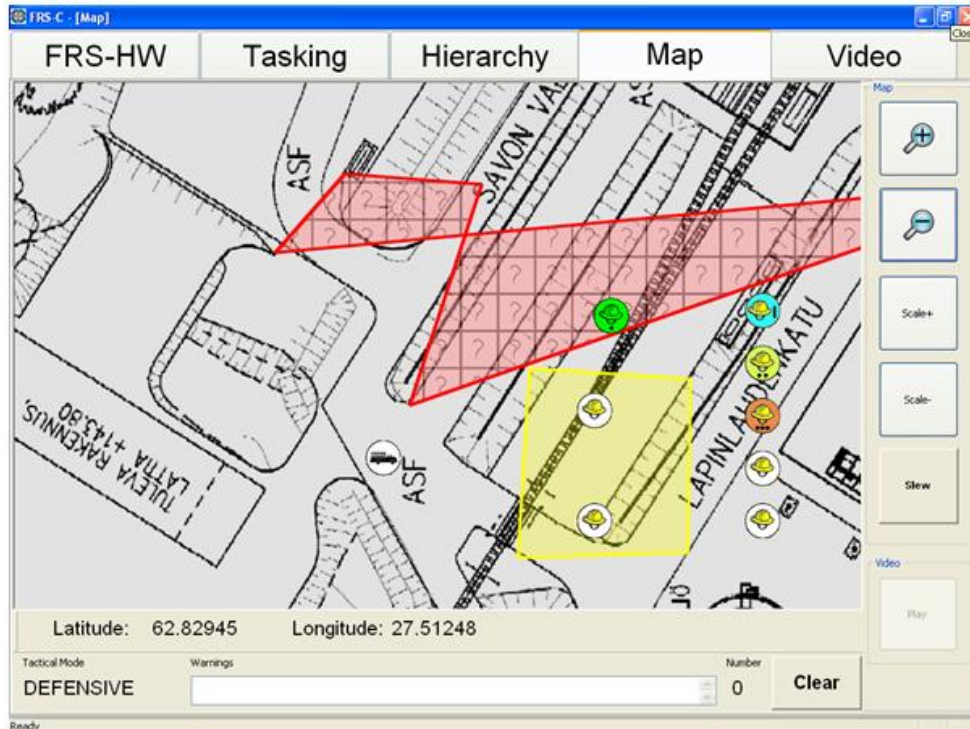 FRS-C - [Map]
Clos
FRS-HW
Tasking
Hierarchy
Map
Video
Map
ASF
SAVON VAL
AS
Scale+
Scale-
Slew
LAPINLAHDENKATU
TULEVA RAKENNUS,
LATTIA +143.80
ASF
Video
Play
Latitude: 62.82945 Longitude: 27.51248
Tactical Mode
Warnings
Number
DEFENSIVE
0
Clear
Ready